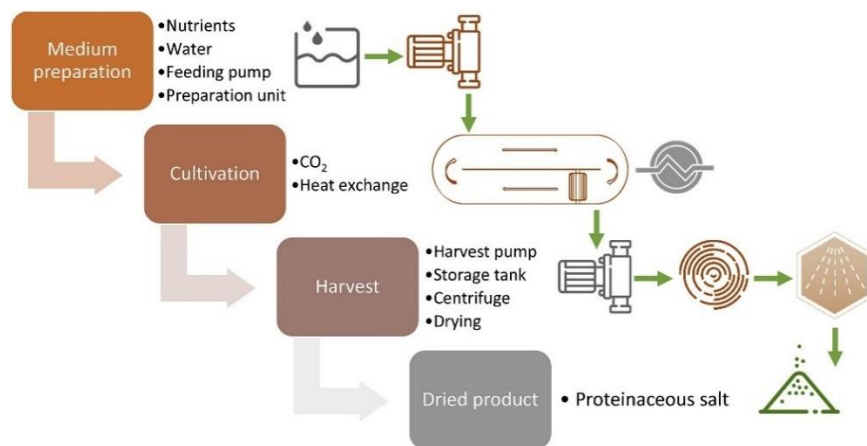 Medium
preparation
•Nutrients
•Water
•Feeding pump
•Preparation unit
Cultivation
•CO₂
•Heat exchange
Harvest
•Harvest pump
•Storage tank
•Centrifuge
•Drying
Dried product
• Proteinaceous salt